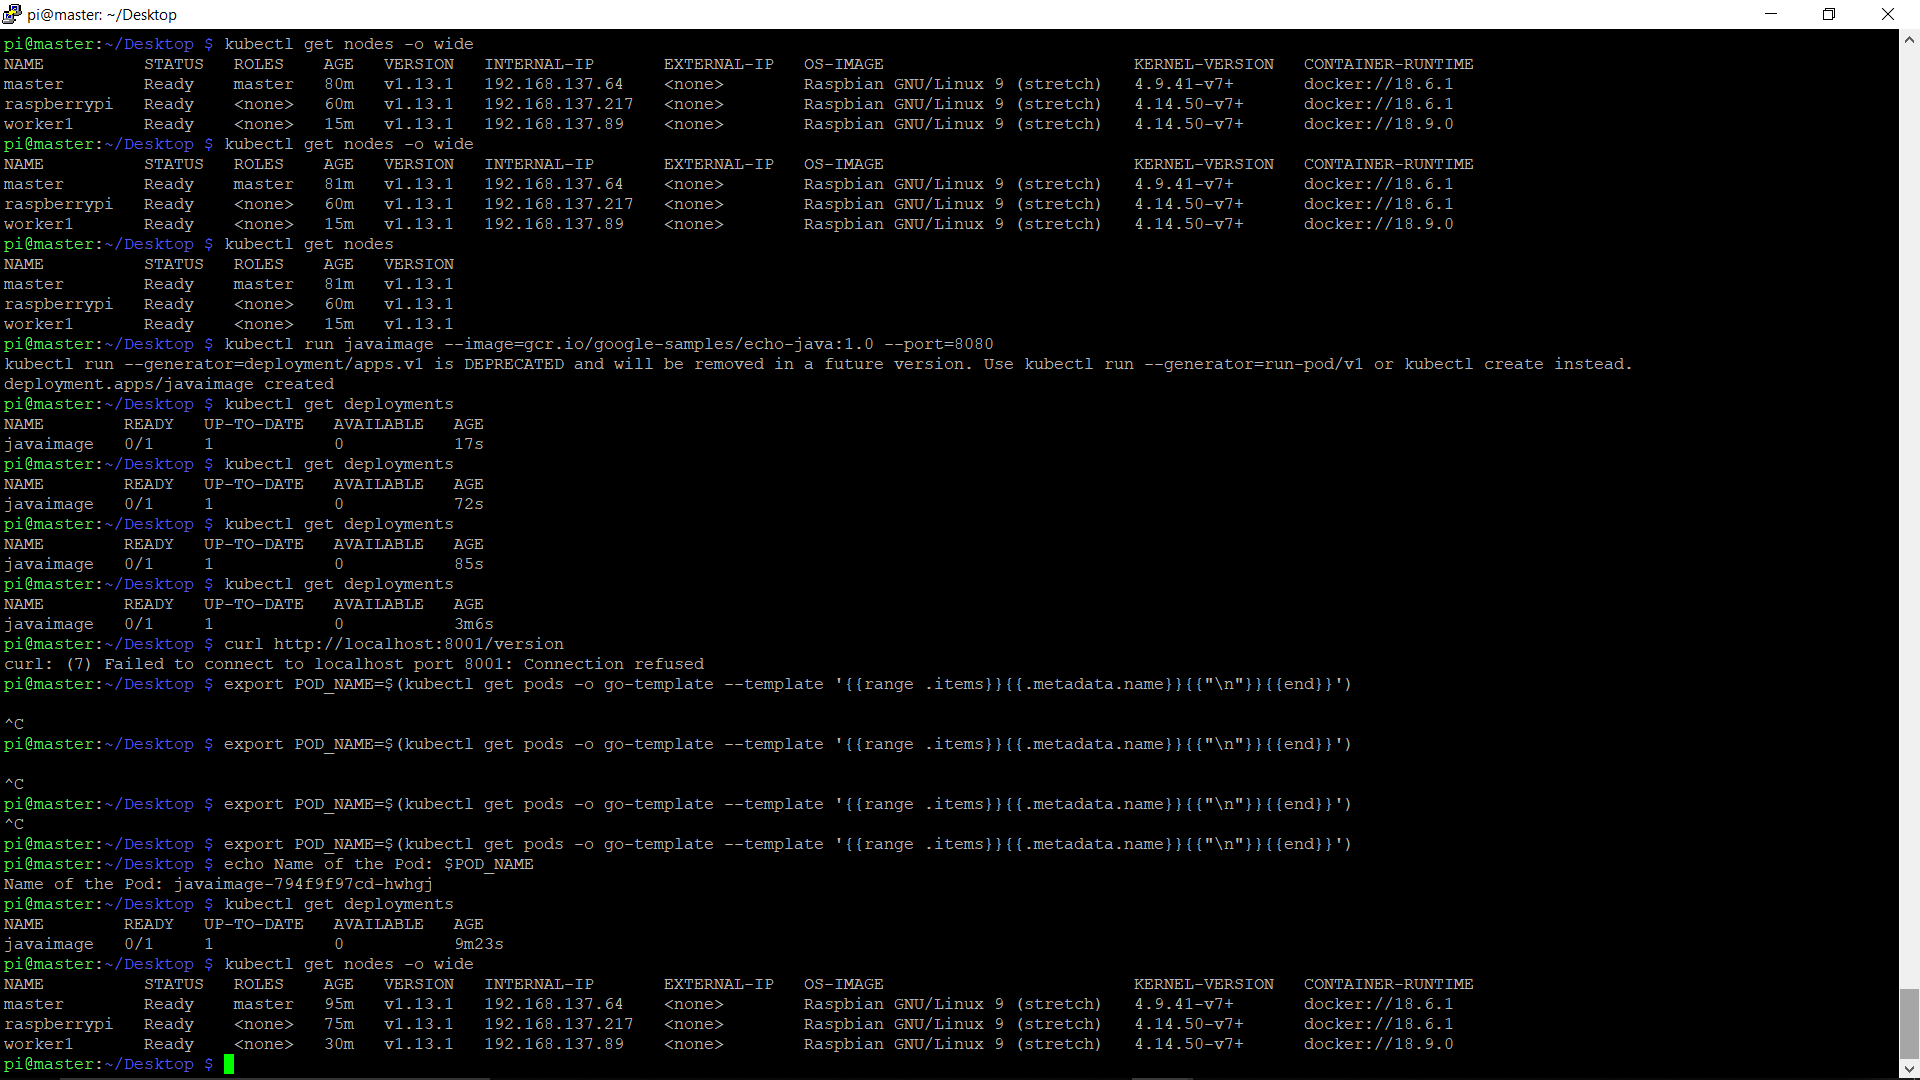 pi@master: ~/Desktop
pi@master:~/Desktop $ kubectl get nodes -o wide
NAME STATUS ROLES AGE VERSION INTERNAL-IP EXTERNAL-IP OS-IMAGE KERNEL-VERSION CONTAINER-RUNTIME
master Ready master 80m v1.13.1 192.168.137.64 <none> Raspbian GNU/Linux 9 (stretch) 4.9.41-v7+ docker://18.6.1
raspberrypi Ready <none> 60m v1.13.1 192.168.137.217 <none> Raspbian GNU/Linux 9 (stretch) 4.14.50-v7+ docker://18.6.1
worker1 Ready <none> 15m v1.13.1 192.168.137.89 <none> Raspbian GNU/Linux 9 (stretch) 4.14.50-v7+ docker://18.9.0
pi@master:~/Desktop $ kubectl get nodes -o wide
NAME STATUS ROLES AGE VERSION INTERNAL-IP EXTERNAL-IP OS-IMAGE KERNEL-VERSION CONTAINER-RUNTIME
master Ready master 81m v1.13.1 192.168.137.64 <none> Raspbian GNU/Linux 9 (stretch) 4.9.41-v7+ docker://18.6.1
raspberrypi Ready <none> 60m v1.13.1 192.168.137.217 <none> Raspbian GNU/Linux 9 (stretch) 4.14.50-v7+ docker://18.6.1
worker1 Ready <none> 15m v1.13.1 192.168.137.89 <none> Raspbian GNU/Linux 9 (stretch) 4.14.50-v7+ docker://18.9.0
pi@master:~/Desktop $ kubectl get nodes
NAME STATUS ROLES AGE VERSION
master Ready master 81m v1.13.1
raspberrypi Ready <none> 60m v1.13.1
worker1 Ready <none> 15m v1.13.1
pi@master:~/Desktop $ kubectl run javaimage --image=gcr.io/google-samples/echo-java:1.0 --port=8080
kubectl run --generator=deployment/apps.v1 is DEPRECATED and will be removed in a future version. Use kubectl run --generator=run-pod/v1 or kubectl create instead.
deployment.apps/javaimage created
pi@master:~/Desktop $ kubectl get deployments
NAME READY UP-TO-DATE AVAILABLE AGE
javaimage 0/1 1 0 17s
pi@master:~/Desktop $ kubectl get deployments
NAME READY UP-TO-DATE AVAILABLE AGE
javaimage 0/1 1 0 72s
pi@master:~/Desktop $ kubectl get deployments
NAME READY UP-TO-DATE AVAILABLE AGE
javaimage 0/1 1 0 85s
pi@master:~/Desktop $ kubectl get deployments
NAME READY UP-TO-DATE AVAILABLE AGE
javaimage 0/1 1 0 3m6s
pi@master:~/Desktop $ curl http://localhost:8001/version
curl: (7) Failed to connect to localhost port 8001: Connection refused
pi@master:~/Desktop $ export POD_NAME=$(kubectl get pods -o go-template --template '{{range .items}}{{.metadata.name}}{{"\n"}}{{end}}')
^C
pi@master:~/Desktop $ export POD_NAME=$(kubectl get pods -o go-template --template '{{range .items}}{{.metadata.name}}{{"\n"}}{{end}}')
^C
pi@master:~/Desktop $ export POD_NAME=$(kubectl get pods -o go-template --template '{{range .items}}{{.metadata.name}}{{"\n"}}{{end}}')
^C
pi@master:~/Desktop $ export POD_NAME=$(kubectl get pods -o go-template --template '{{range .items}}{{.metadata.name}}{{"\n"}}{{end}}')
pi@master:~/Desktop $ echo Name of the Pod: $POD_NAME
Name of the Pod: javaimage-794f9f97cd-hwhgj
pi@master:~/Desktop $ kubectl get deployments
NAME READY UP-TO-DATE AVAILABLE AGE
javaimage 0/1 1 0 9m23s
pi@master:~/Desktop $ kubectl get nodes -o wide
NAME STATUS ROLES AGE VERSION INTERNAL-IP EXTERNAL-IP OS-IMAGE KERNEL-VERSION CONTAINER-RUNTIME
master Ready master 95m v1.13.1 192.168.137.64 <none> Raspbian GNU/Linux 9 (stretch) 4.9.41-v7+ docker://18.6.1
raspberrypi Ready <none> 75m v1.13.1 192.168.137.217 <none> Raspbian GNU/Linux 9 (stretch) 4.14.50-v7+ docker://18.6.1
worker1 Ready <none> 30m v1.13.1 192.168.137.89 <none> Raspbian GNU/Linux 9 (stretch) 4.14.50-v7+ docker://18.9.0
pi@master:~/Desktop $